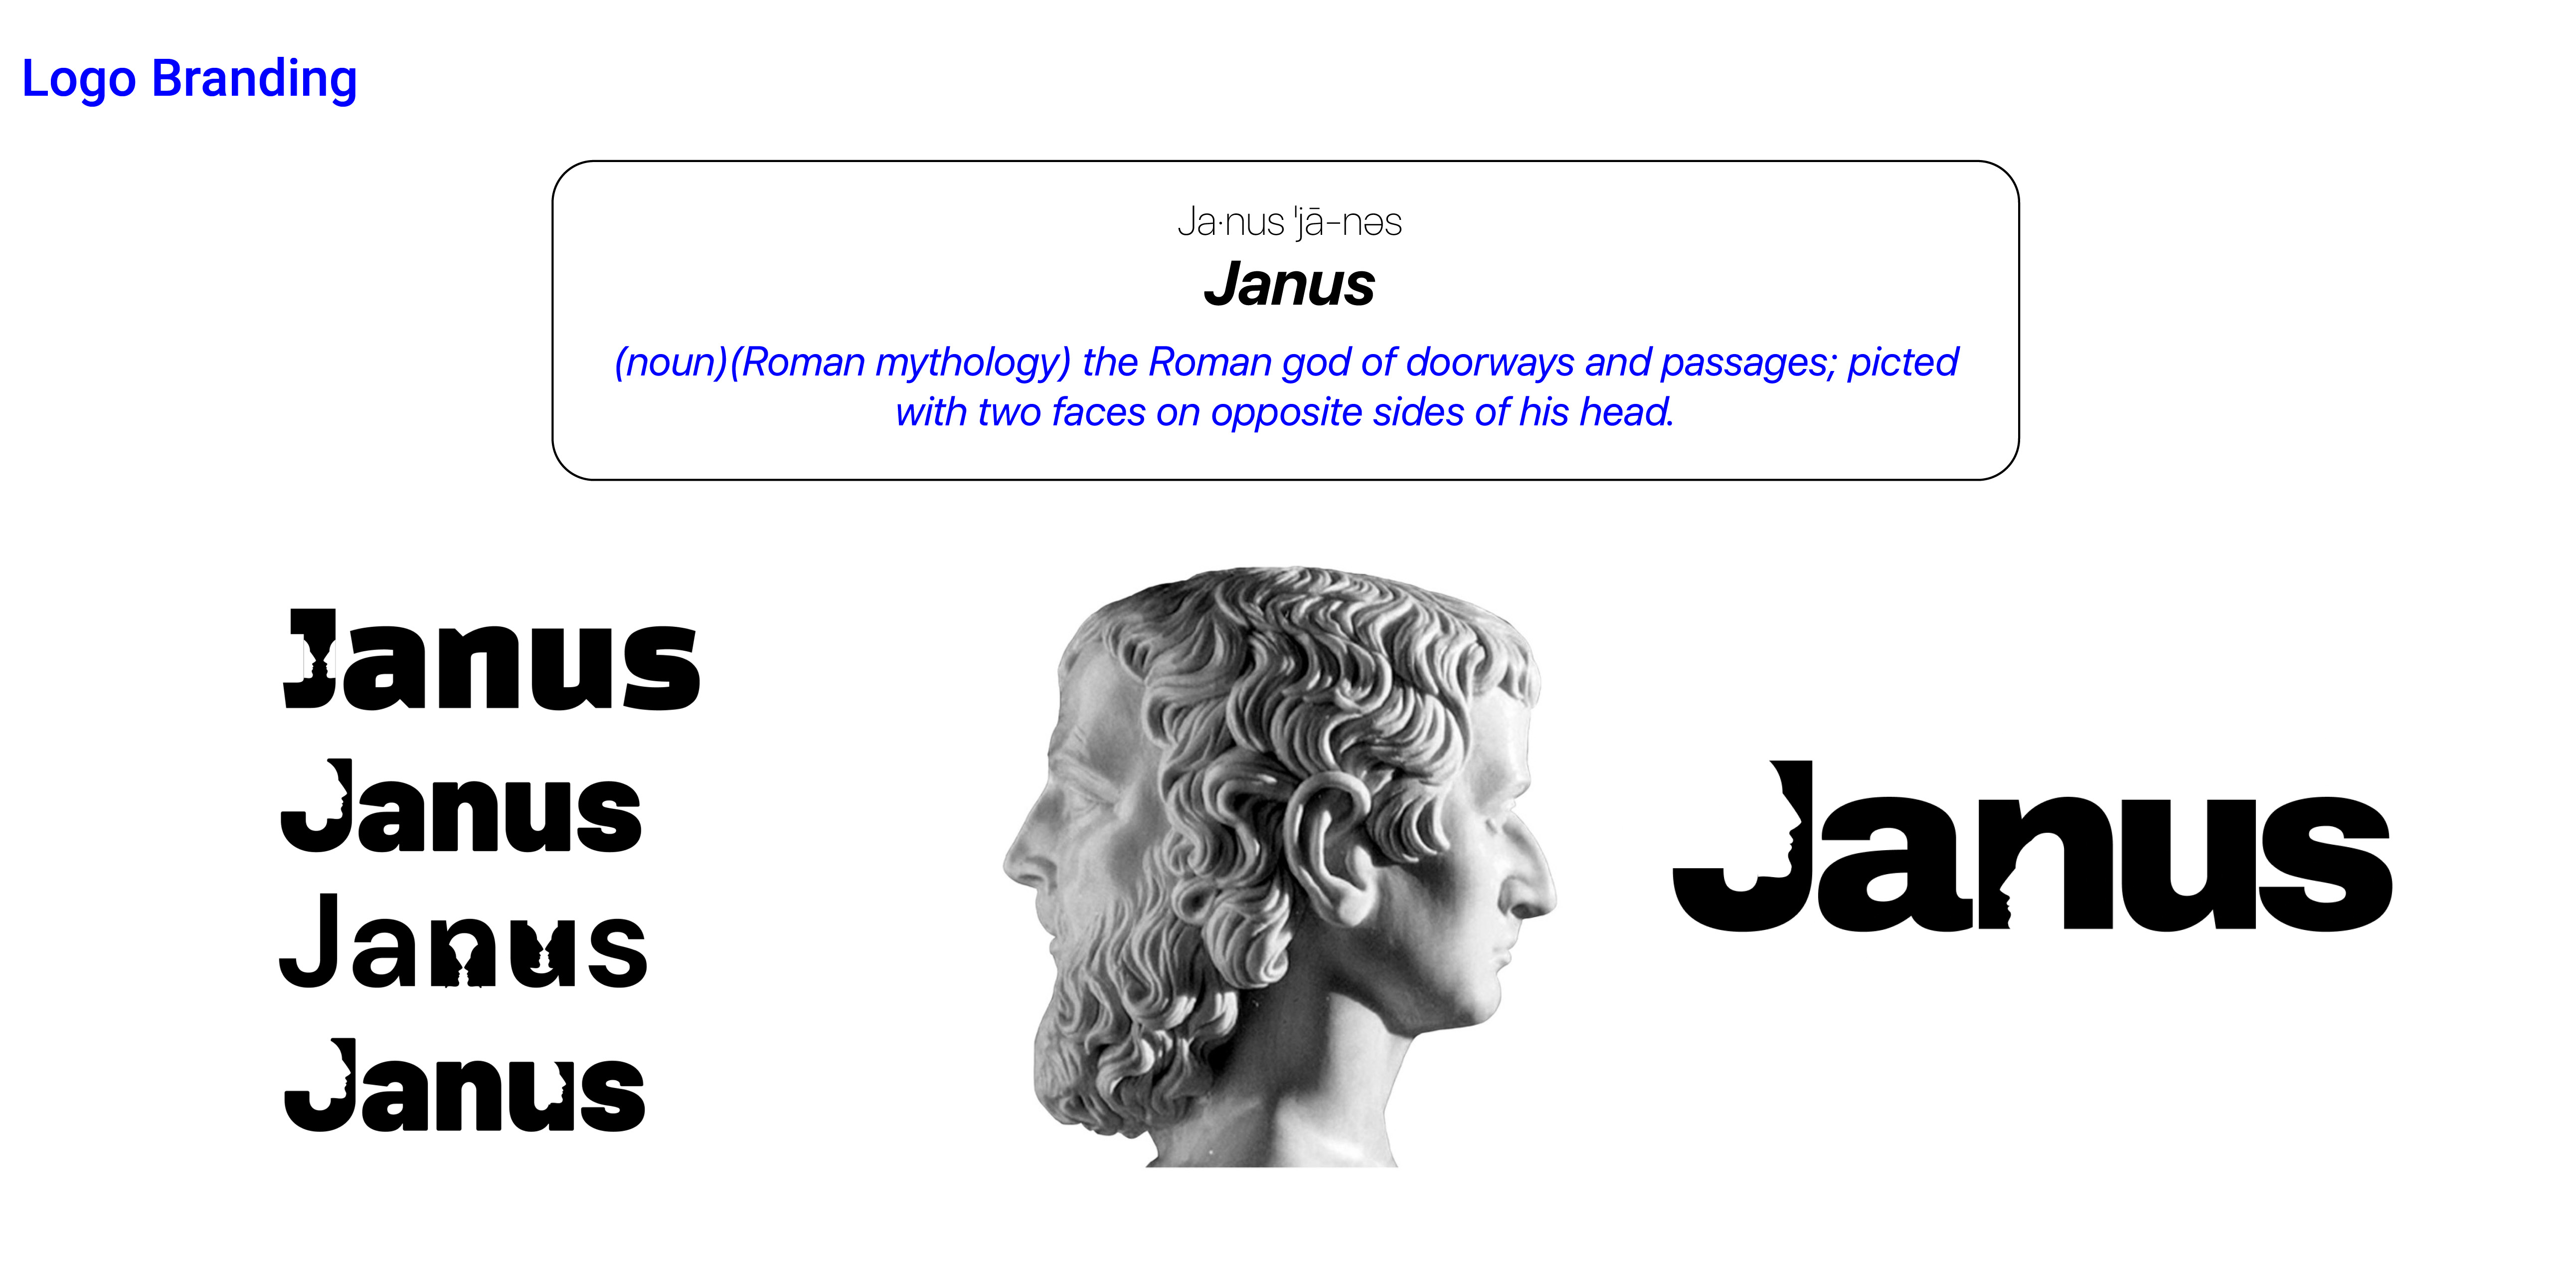 Logo Branding
Ja·nus ˈjā-nəs
Janus
(noun)(Roman mythology) the Roman god of doorways and passages; picted
with two faces on opposite sides of his head.
Janus
Janus
Janus
Janus
Janus